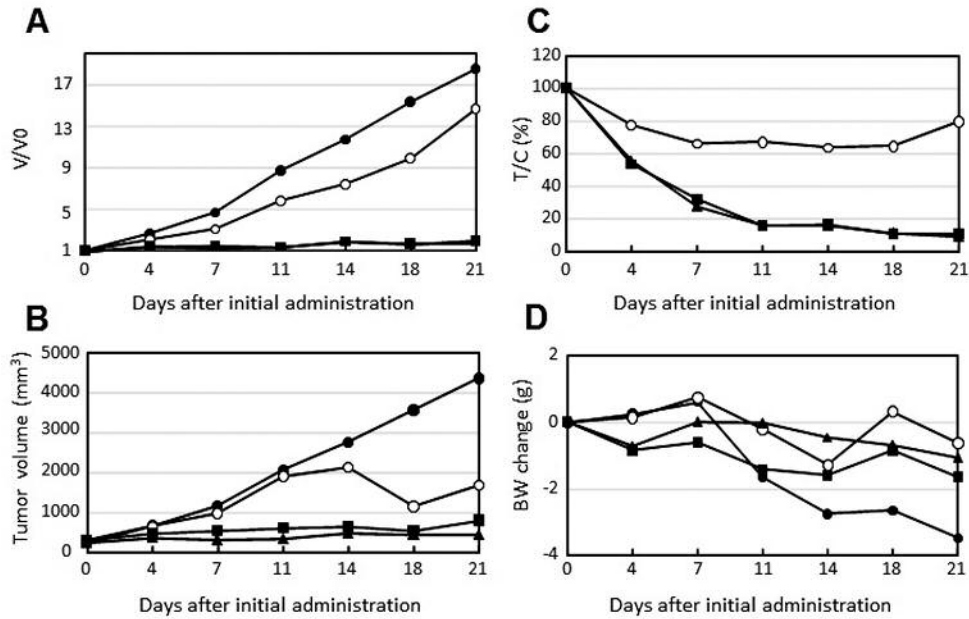 A
V/V0
17
13
9
5
1
0 4 7 11 14 18 21
Days after initial administration
B
Tumor volume (mm³)
5000
4000
3000
2000
1000
0
0 4 7 11 14 18 21
Days after initial administration
C
T/C (%)
120
100
80
60
40
20
0
0 4 7 11 14 18 21
Days after initial administration
D
BW change (g)
2
0
-2
-4
0 4 7 11 14 18 21
Days after initial administration